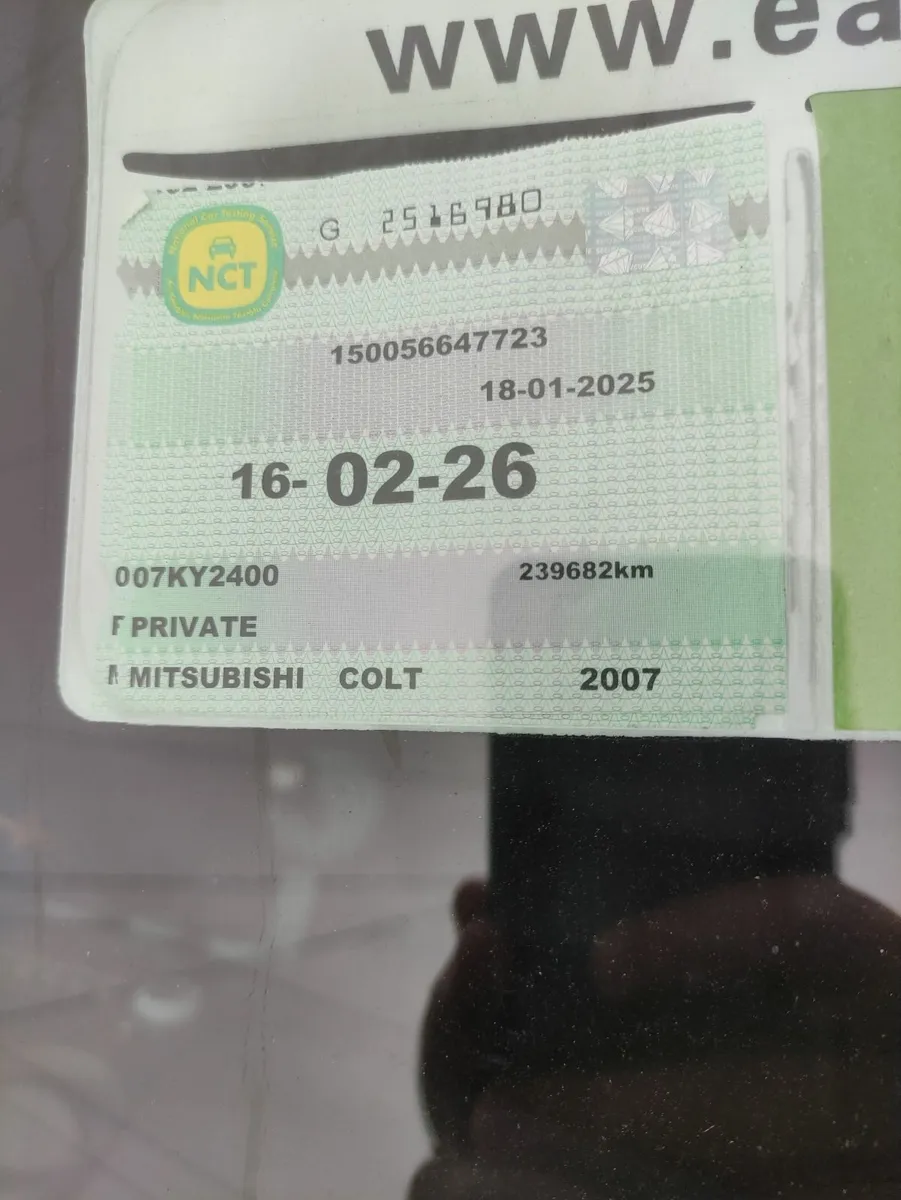 www.ea
NCT
G 2516980
150056647723
18-01-2025
16- 02-26
007KY2400 239682km
PRIVATE
MITSUBISHI COLT 2007